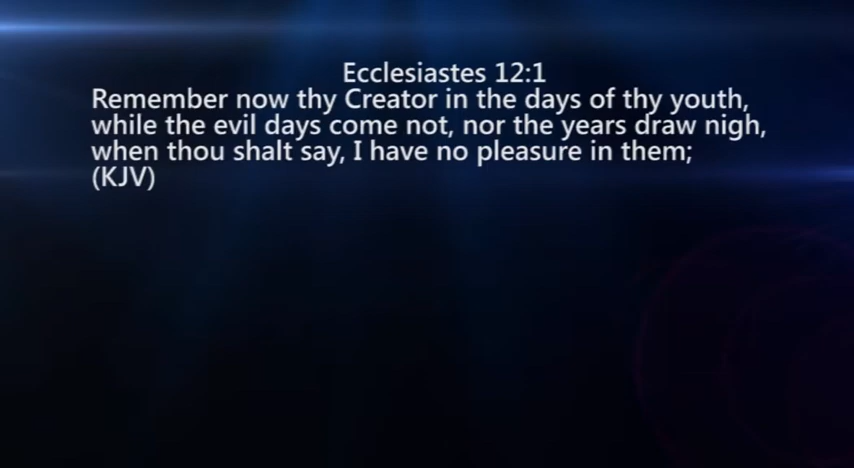 Ecclesiastes 12:1
Remember now thy Creator in the days of thy youth,
while the evil days come not, nor the years draw nigh,
when thou shalt say, I have no pleasure in them;
(KJV)